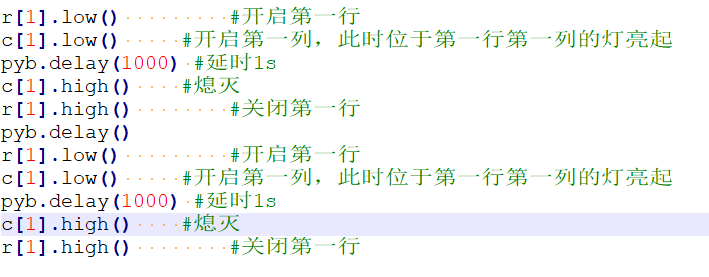 r[1].low() #开启第一行
c[1].low() #开启第一列，此时位于第一行第一列的灯亮起
pyb.delay(1000) #延时1s
c[1].high() #熄灭
r[1].high() #关闭第一行
pyb.delay()
r[1].low() #开启第一行
c[1].low() #开启第一列，此时位于第一行第一列的灯亮起
pyb.delay(1000) #延时1s
c[1].high() #熄灭
r[1].high() #关闭第一行